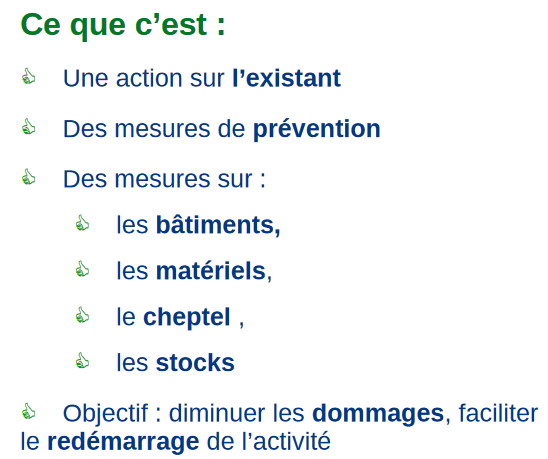 Ce que c’est :
Une action sur l’existant
Des mesures de prévention
Des mesures sur :
les bâtiments,
les matériels,
le cheptel ,
les stocks
Objectif : diminuer les dommages, faciliter
le redémarrage de l’activité